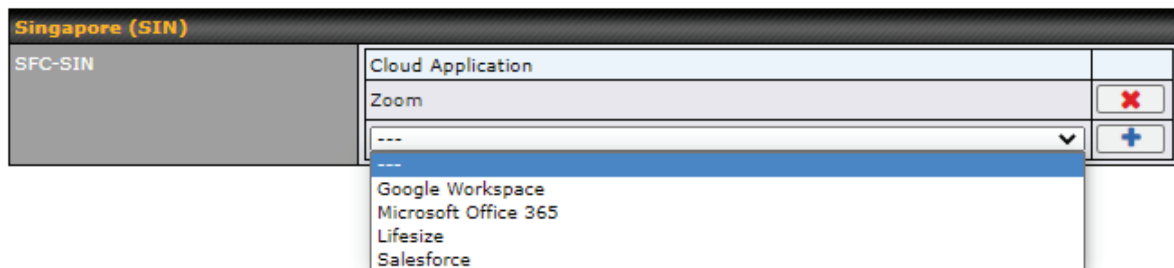 Singapore (SIN)
SFC-SIN
Cloud Application
Zoom
---
---
Google Workspace
Microsoft Office 365
Lifesize
Salesforce